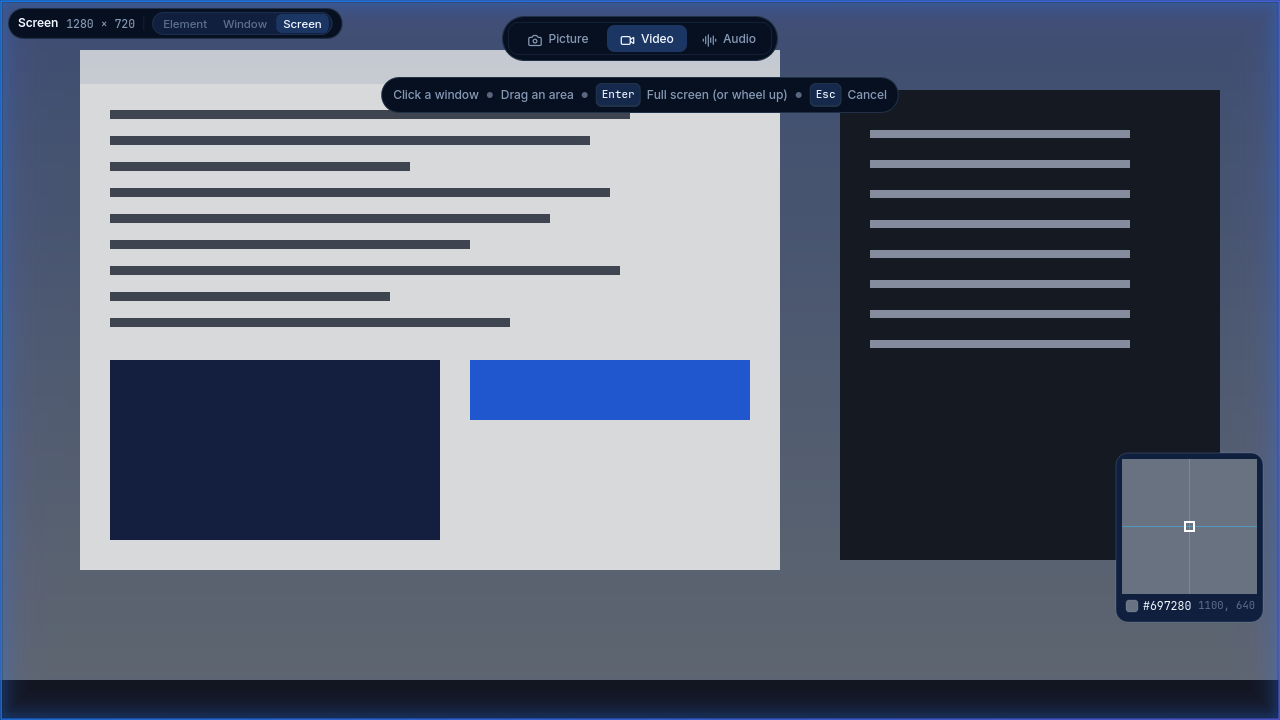 Screen 1280 × 720 Element Window Screen
Picture Video Audio
Click a window • Drag an area • Enter Full screen (or wheel up) • Esc Cancel
#697280 1100, 640